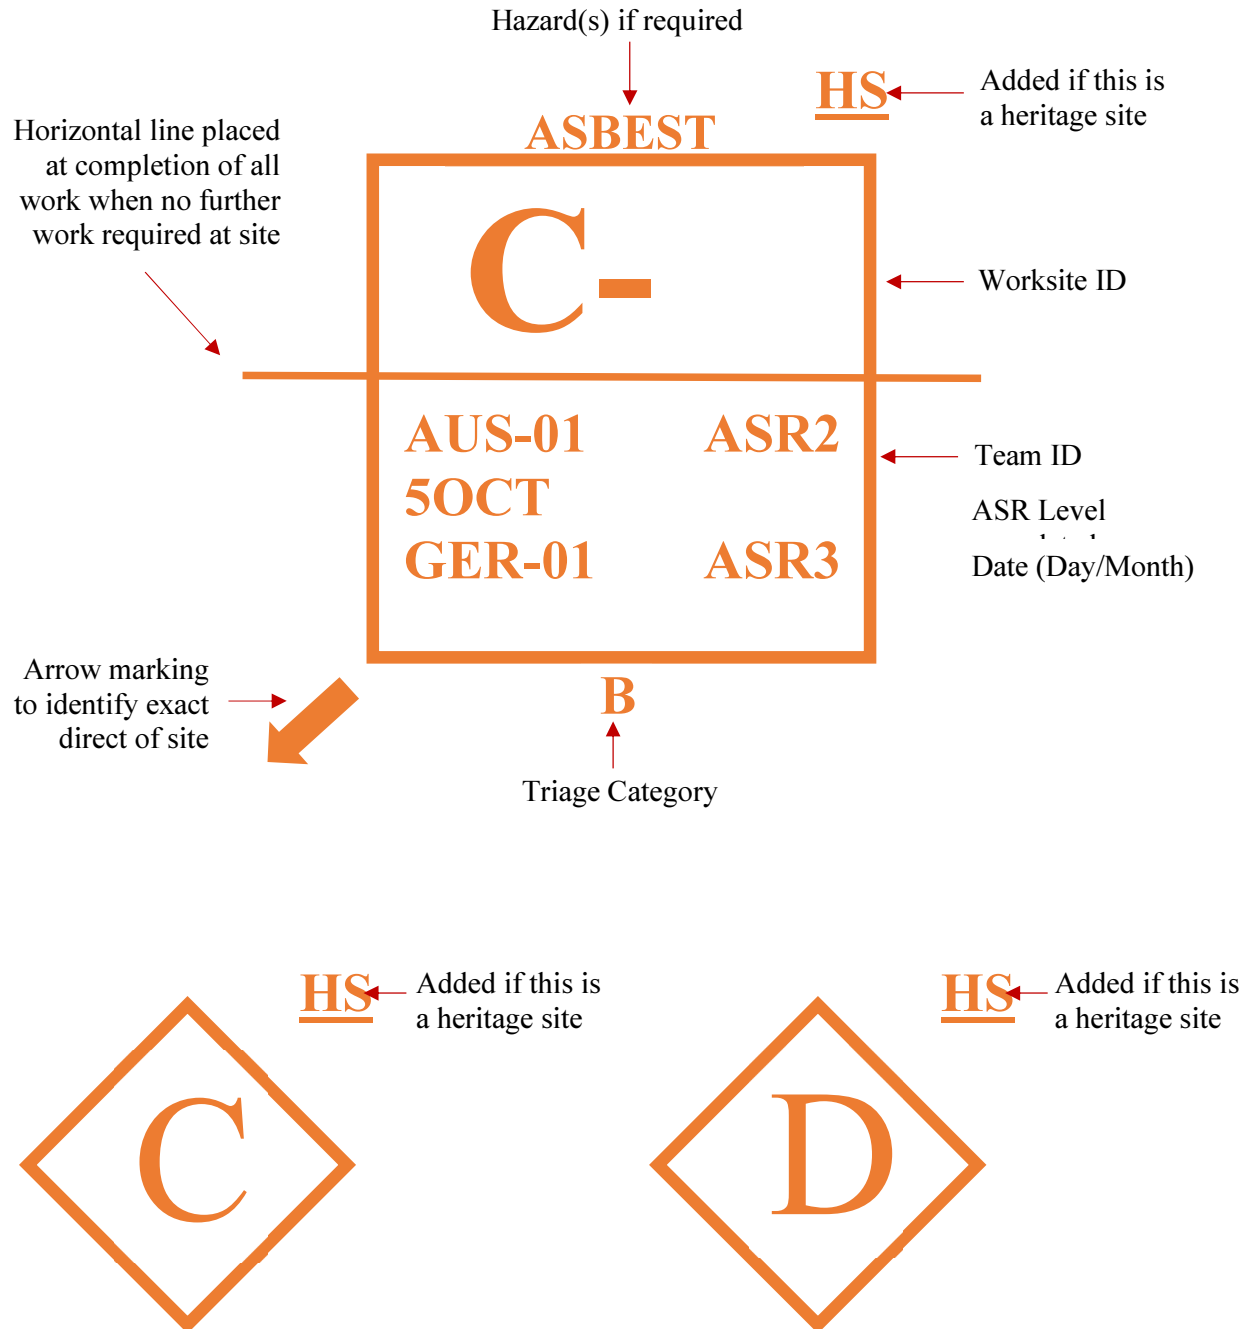 Hazard(s) if required
HS
Added if this is
a heritage site
ASBEST
Horizontal line placed
at completion of all
work when no further
work required at site
C-
Worksite ID
AUS-01 ASR2
5OCT
GER-01 ASR3
Team ID
ASR Level
Date (Day/Month)
Arrow marking
to identify exact
direct of site
B
Triage Category
HS
Added if this is
a heritage site
C
HS
Added if this is
a heritage site
D